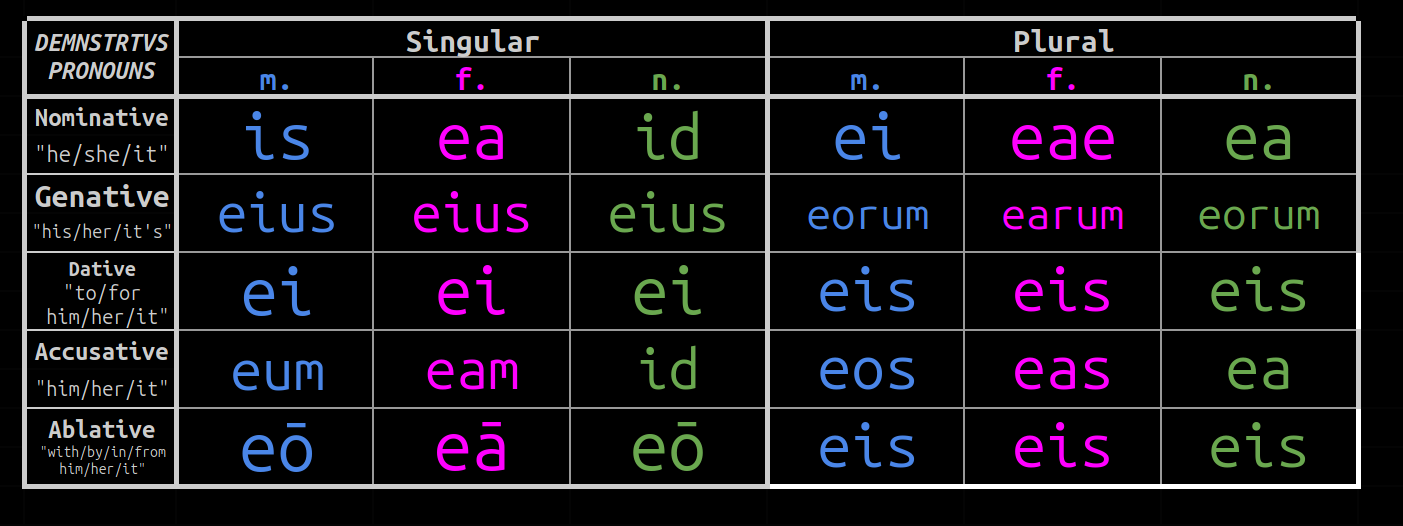 DEMNSTRTVS PRONOUNS Singular Plural
m. f. n. m. f. n.
Nominative "he/she/it" is ea id ei eae ea
Genative "his/her/it's" eius eius eius eorum earum eorum
Dative "to/for him/her/it" ei ei ei eis eis eis
Accusative "him/her/it" eum eam id eos eas ea
Ablative "with/by/in/from him/her/it" eō eā eō eis eis eis